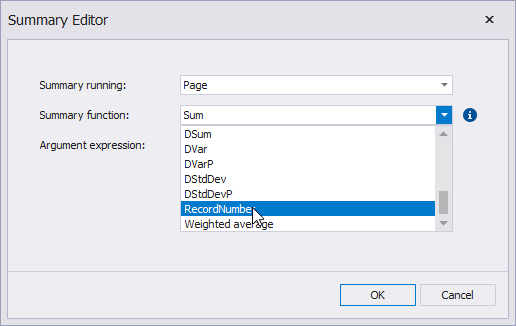 Summary Editor
Summary running:
Page
Summary function:
Sum
Argument expression:
DSum
DVar
DVarP
DStdDev
DStdDevP
RecordNumber
Weighted average
OK
Cancel